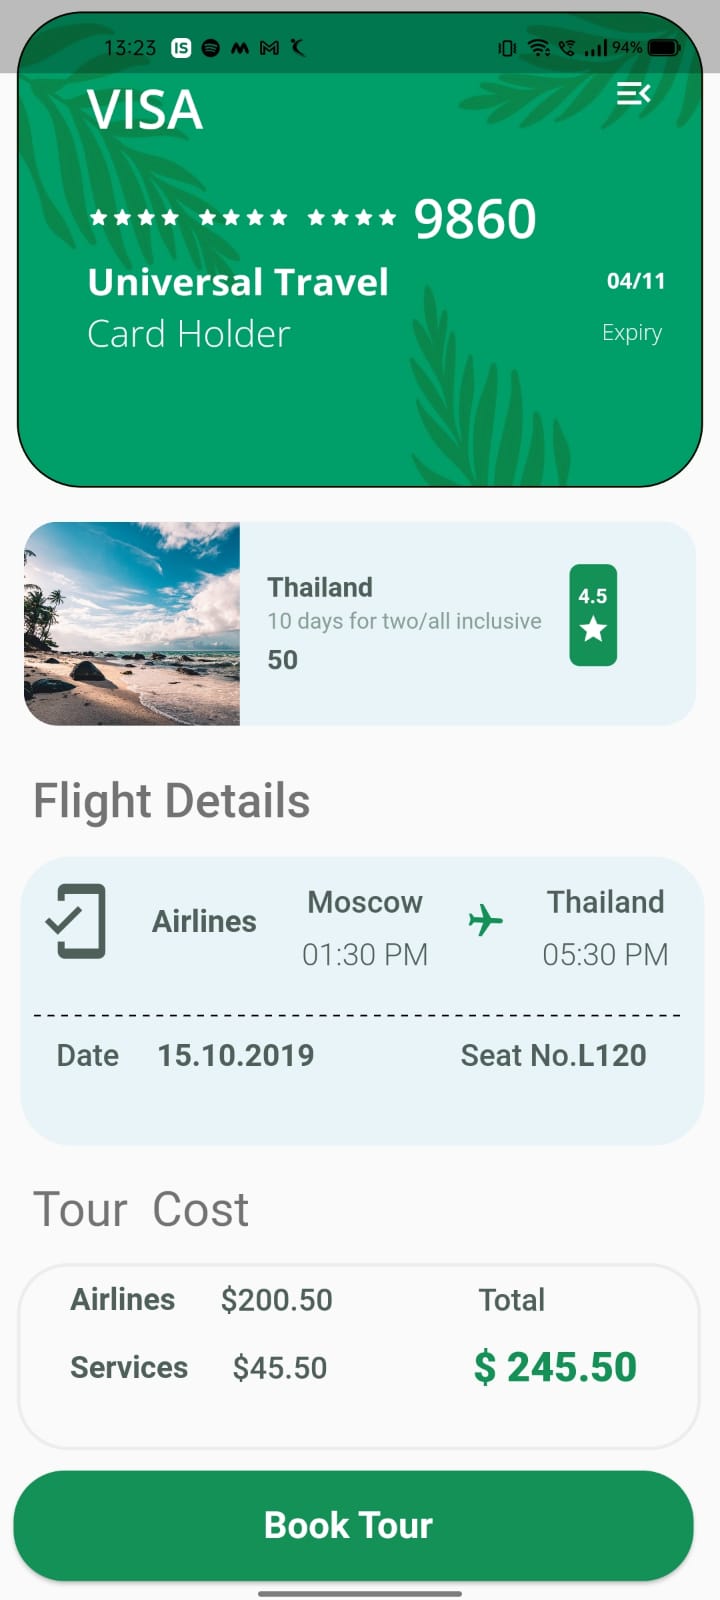 13:23 IS 94%
VISA
**** **** **** 9860
Universal Travel 04/11
Card Holder Expiry
Thailand
10 days for two/all inclusive
50
4.5
Flight Details
Airlines Moscow Thailand
01:30 PM 05:30 PM
Date 15.10.2019 Seat No.L120
Tour Cost
Airlines $200.50 Total
Services $45.50 $ 245.50
Book Tour